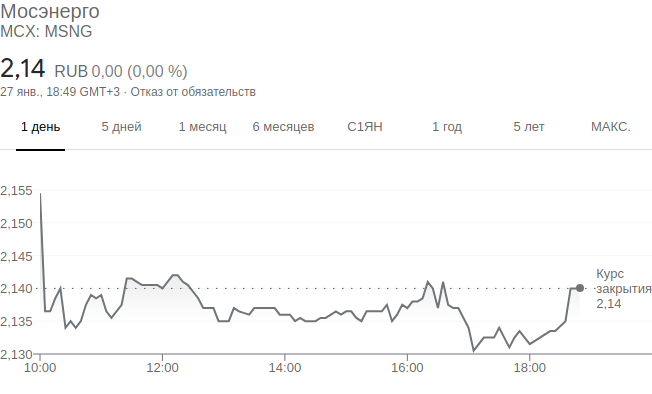 Мосэнерго
MCX: MSNG
2,14 RUB 0,00 (0,00 %)
27 янв., 18:49 GMT+3 · Отказ от обязательств
1 день 5 дней 1 месяц 6 месяцев С1ЯН 1 год 5 лет МАКС.
2,155
2,150
2,145
2,140
2,135
2,130
Курс
закрытия
2,14
10:00 12:00 14:00 16:00 18:00